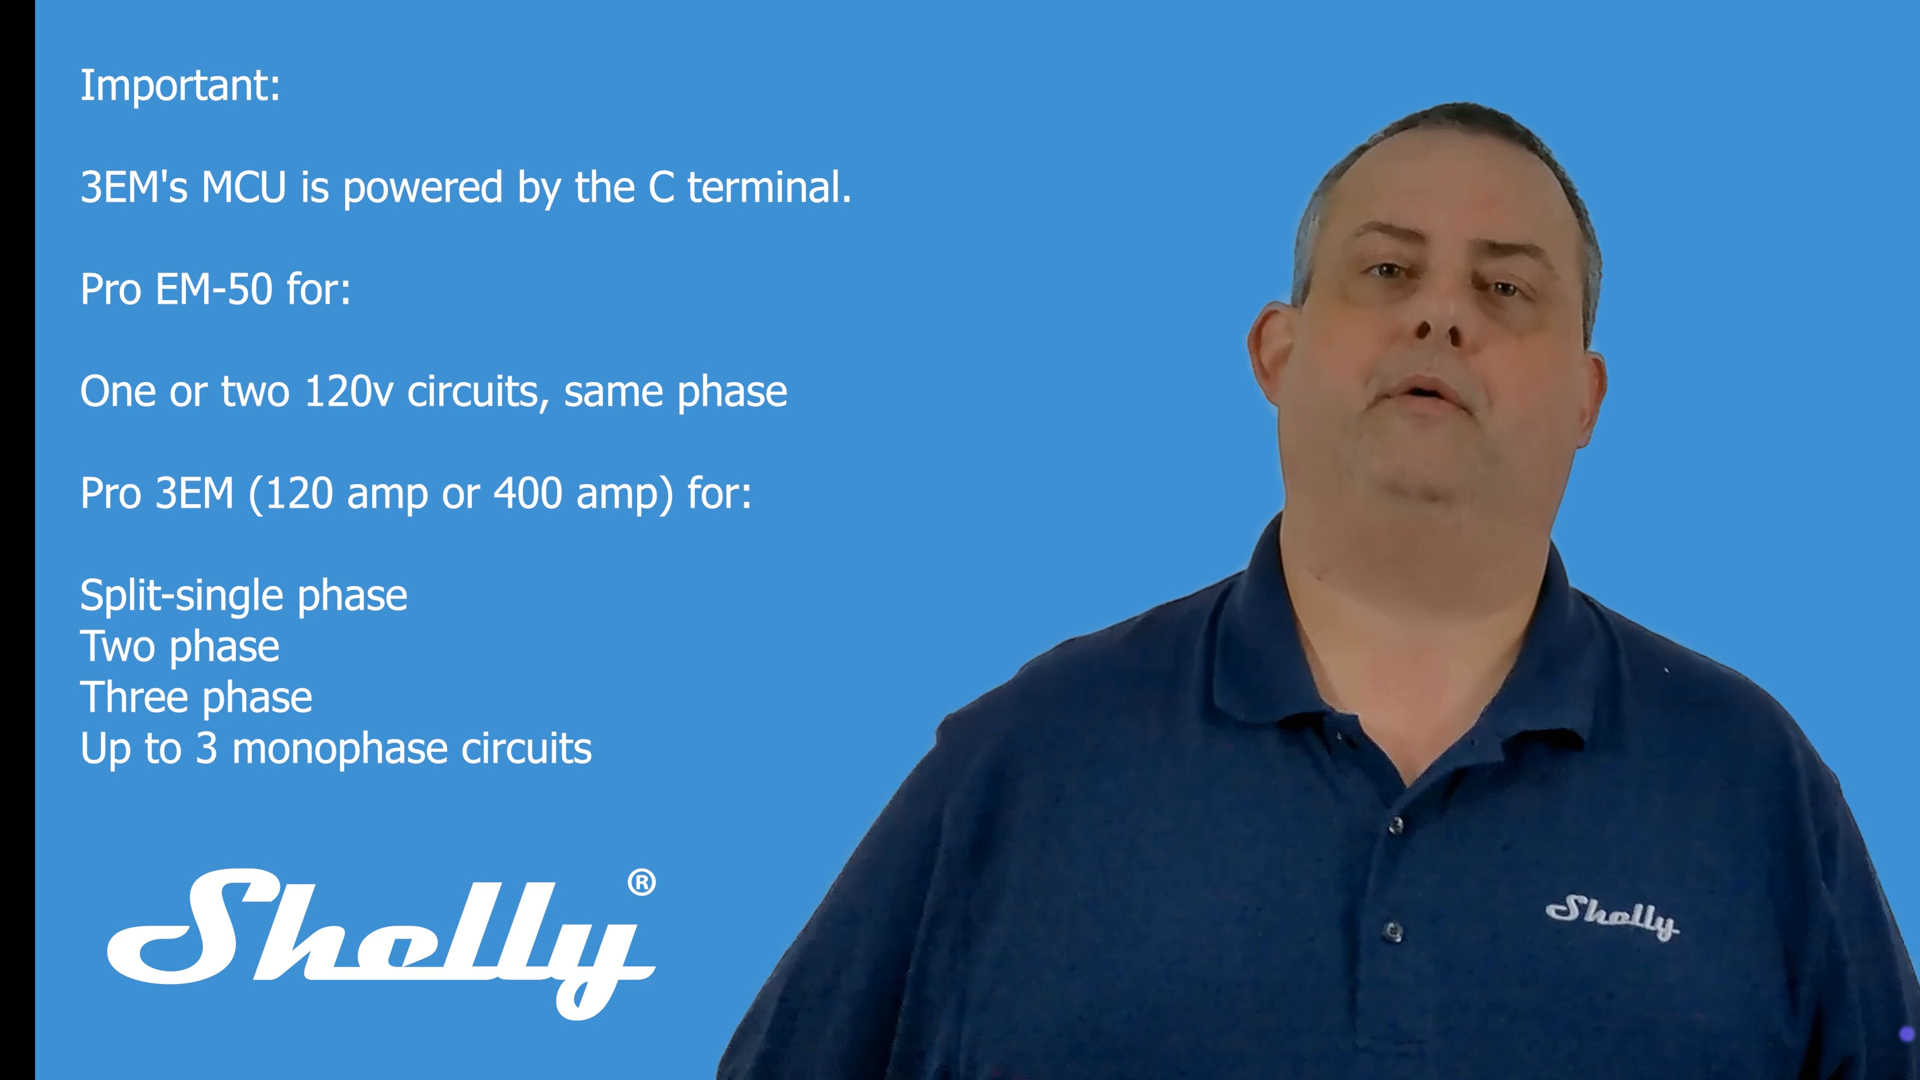 Important:
3EM's MCU is powered by the C terminal.
Pro EM-50 for:
One or two 120v circuits, same phase
Pro 3EM (120 amp or 400 amp) for:
Split-single phase
Two phase
Three phase
Up to 3 monophase circuits
Shelly®
Shelly